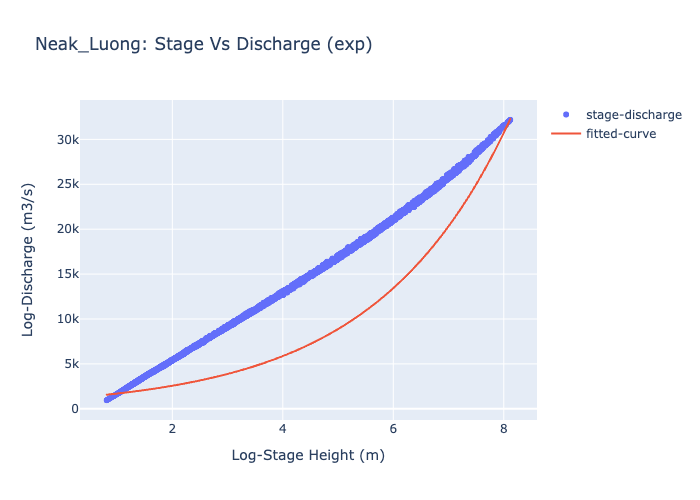 Neak_Luong: Stage Vs Discharge (exp)
stage-discharge
fitted-curve
30k
25k
20k
15k
10k
5k
0
Log-Discharge (m3/s)
2
4
6
8
Log-Stage Height (m)